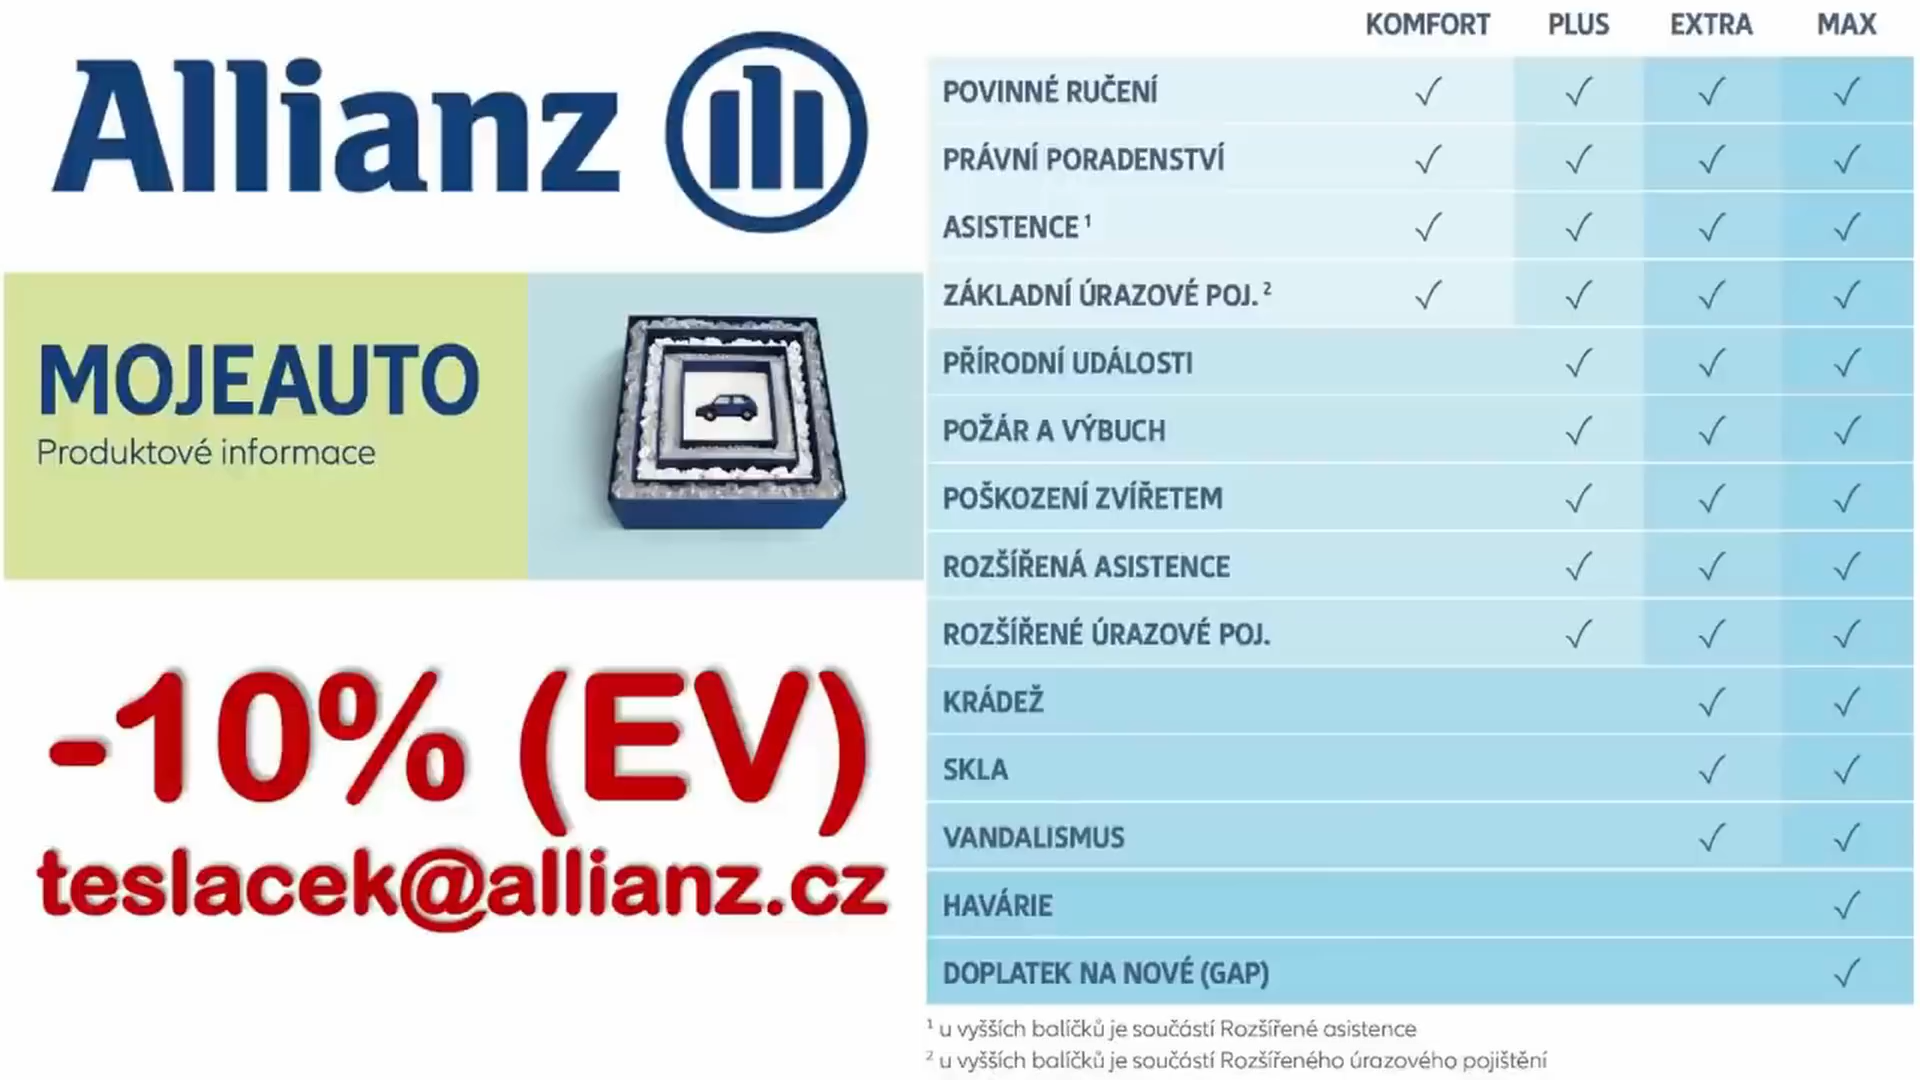 Allianz
MOJEAUTO
Produktové informace
-10% (EV)
teslacek@allianz.cz
KOMFORT PLUS EXTRA MAX
POVINNÉ RUČENÍ ✓ ✓ ✓ ✓
PRÁVNÍ PORADENSTVÍ ✓ ✓ ✓ ✓
ASISTENCE ¹ ✓ ✓ ✓ ✓
ZÁKLADNÍ ÚRAZOVÉ POJ. ² ✓ ✓ ✓ ✓
PŘÍRODNÍ UDÁLOSTI ✓ ✓ ✓
POŽÁR A VÝBUCH ✓ ✓ ✓
POŠKOZENÍ ZVÍŘETEM ✓ ✓ ✓
ROZŠÍŘENÁ ASISTENCE ✓ ✓ ✓
ROZŠÍŘENÉ ÚRAZOVÉ POJ. ✓ ✓ ✓
KRÁDEŽ ✓ ✓
SKLA ✓ ✓
VANDALISMUS ✓ ✓
HAVÁRIE ✓
DOPLATEK NA NOVÉ (GAP) ✓
¹ u vyšších balíčků je součástí Rozšířené asistence
² u vyšších balíčků je součástí Rozšířeného úrazového pojištění